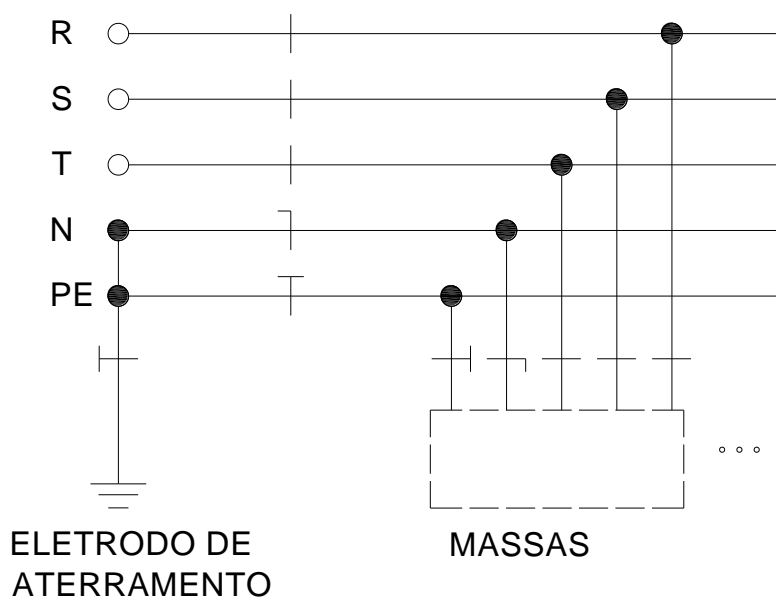 R
S
T
N
PE
ELETRODO DE
ATERRAMENTO
MASSAS